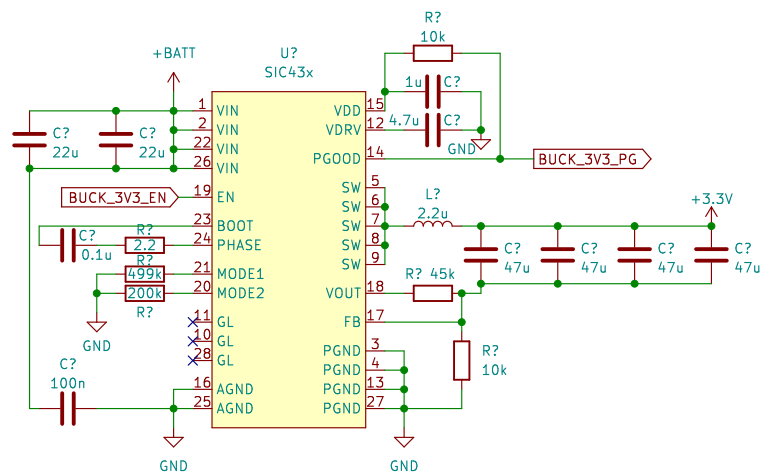 R?
10k
+BATT
U?
SIC43x
1 VIN
2 VIN
22 VIN
26 VIN
19 EN
23 BOOT
24 PHASE
21 MODE1
20 MODE2
11 GL
10 GL
28 GL
16 AGND
25 AGND
VDD 15
VDRV 12
PGOOD 14
SW 5
SW 6
SW 7
SW 8
SW 9
VOUT 18
FB 17
PGND 3
PGND 4
PGND 13
PGND 27
1u C?
4.7u C?
GND
BUCK_3V3_PG
C?
22u
C?
22u
BUCK_3V3_EN
C?
0.1u
R?
2.2
R?
499k
200k
R?
GND
C?
100n
GND
L?
2.2u
+3.3V
C?
47u
C?
47u
C?
47u
C?
47u
R? 45k
R?
10k
GND